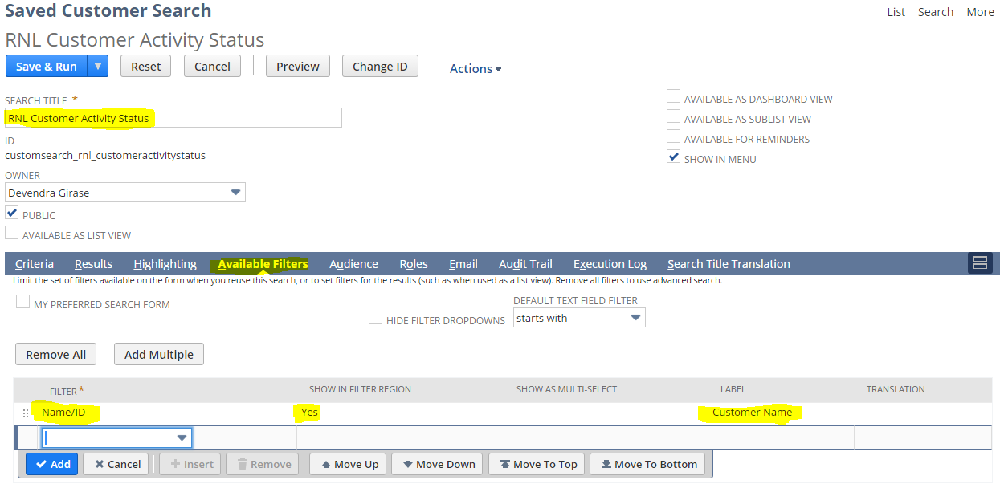 Saved Customer Search
List Search More
RNL Customer Activity Status
Save & Run Reset Cancel Preview Change ID Actions
SEARCH TITLE *
RNL Customer Activity Status
ID
customsearch_rnl_customeractivitystatus
OWNER
Devendra Girase
PUBLIC
AVAILABLE AS LIST VIEW
AVAILABLE AS DASHBOARD VIEW
AVAILABLE AS SUBLIST VIEW
AVAILABLE FOR REMINDERS
SHOW IN MENU
Criteria Results Highlighting Available Filters Audience Roles Email Audit Trail Execution Log Search Title Translation
Limit the set of filters available on the form when you reuse this search, or to set filters for the results (such as when used as a list view). Remove all filters to use advanced search.
MY PREFERRED SEARCH FORM
HIDE FILTER DROPDOWNS
DEFAULT TEXT FIELD FILTER
starts with
Remove All Add Multiple
FILTER * SHOW IN FILTER REGION SHOW AS MULTI-SELECT LABEL TRANSLATION
Name/ID Yes Customer Name
Add Cancel Insert Remove Move Up Move Down Move To Top Move To Bottom